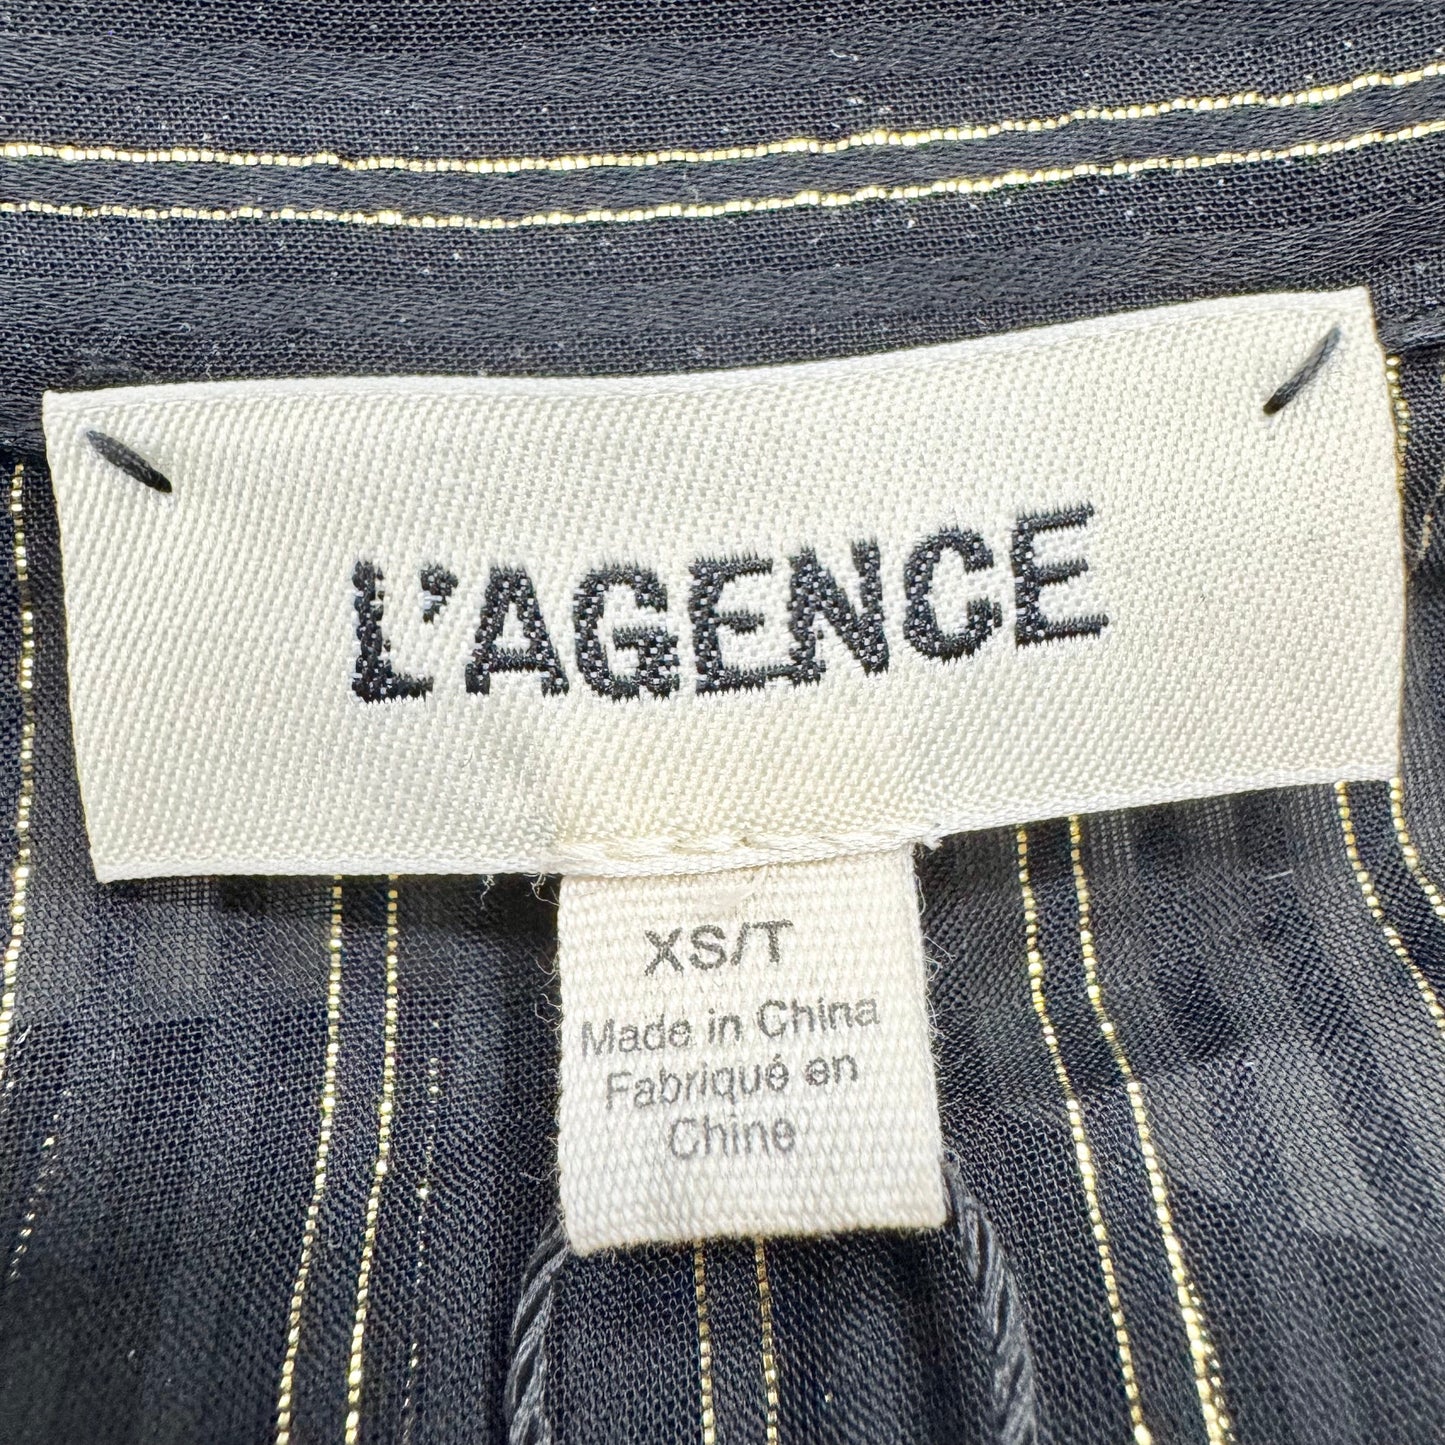 L'AGENCE
XS/T
Made in China
Fabriqué en
Chine